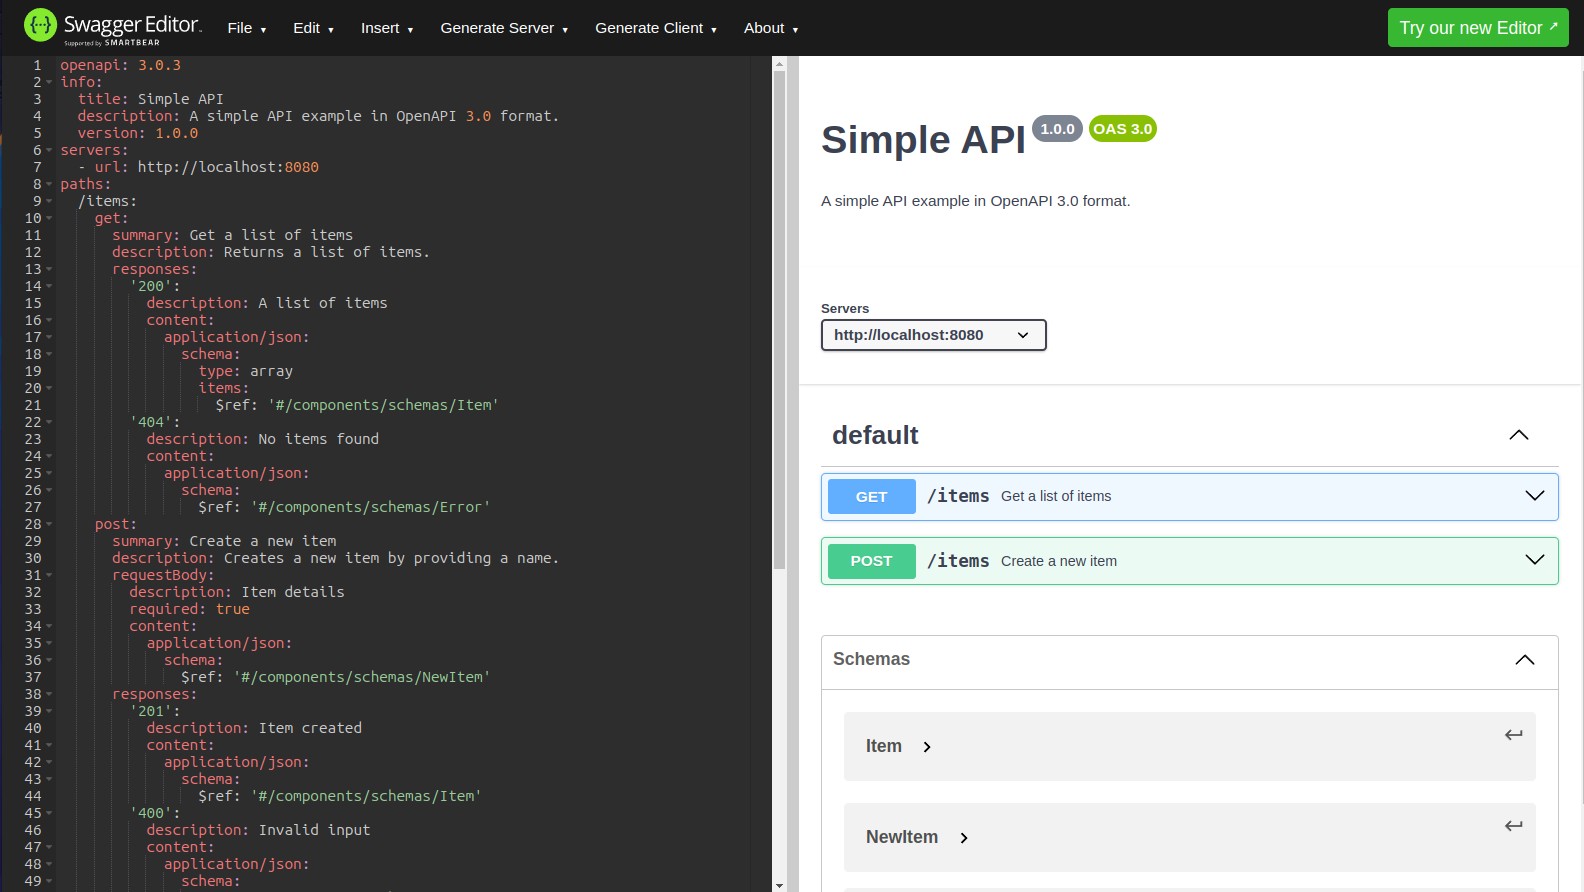 {...} Swagger Editor
Supported by SMARTBEAR
File Edit Insert Generate Server Generate Client About
Try our new Editor ↗
1 openapi: 3.0.3
2 info:
3   title: Simple API
4   description: A simple API example in OpenAPI 3.0 format.
5   version: 1.0.0
6 servers:
7   - url: http://localhost:8080
8 paths:
9   /items:
10     get:
11       summary: Get a list of items
12       description: Returns a list of items.
13       responses:
14         '200':
15           description: A list of items
16           content:
17             application/json:
18               schema:
19                 type: array
20                 items:
21                   $ref: '#/components/schemas/Item'
22         '404':
23           description: No items found
24           content:
25             application/json:
26               schema:
27                 $ref: '#/components/schemas/Error'
28     post:
29       summary: Create a new item
30       description: Creates a new item by providing a name.
31       requestBody:
32         description: Item details
33         required: true
34         content:
35           application/json:
36             schema:
37               $ref: '#/components/schemas/NewItem'
38       responses:
39         '201':
40           description: Item created
41           content:
42             application/json:
43               schema:
44                 $ref: '#/components/schemas/Item'
45         '400':
46           description: Invalid input
47           content:
48             application/json:
49               schema:
Simple API 1.0.0 OAS 3.0
A simple API example in OpenAPI 3.0 format.
Servers
http://localhost:8080
default
GET /items Get a list of items
POST /items Create a new item
Schemas
Item
NewItem